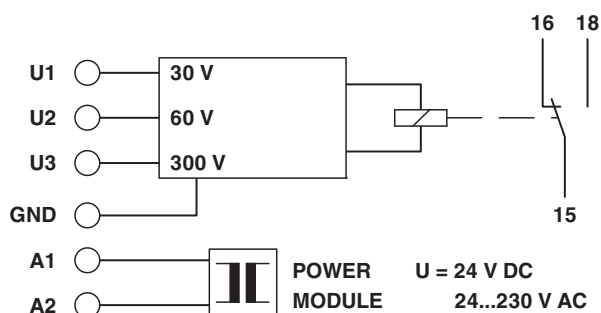 16 18
U1 30 V
U2 60 V
U3 300 V
GND
15
A1
POWER U = 24 V DC
A2 MODULE 24...230 V AC